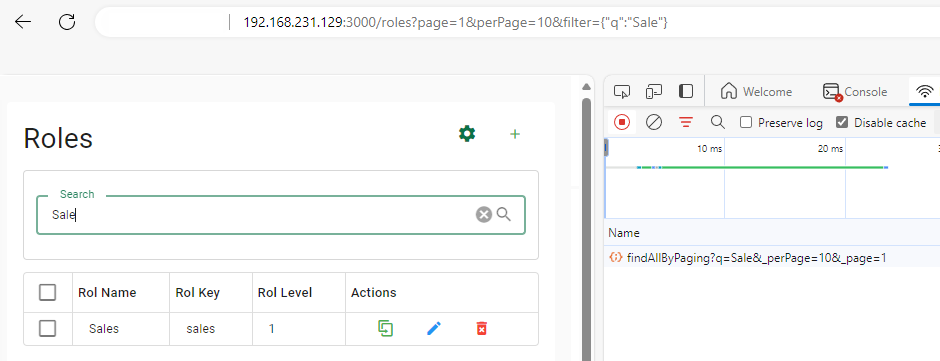 192.168.231.129:3000/roles?page=1&perPage=10&filter={"q":"Sale"}
Welcome
Console
Roles
Preserve log
Disable cache
10 ms
20 ms
Search
Sale
Name
findAllByPaging?q=Sale&_perPage=10&_page=1
Rol Name Rol Key Rol Level Actions
Sales sales 1